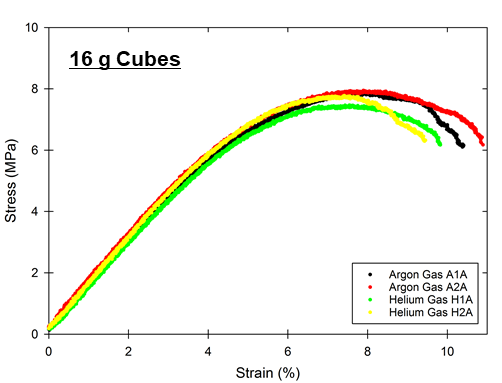 16 g Cubes
Stress (MPa)
10
8
6
4
2
0
Argon Gas A1A
Argon Gas A2A
Helium Gas H1A
Helium Gas H2A
0 2 4 6 8 10
Strain (%)